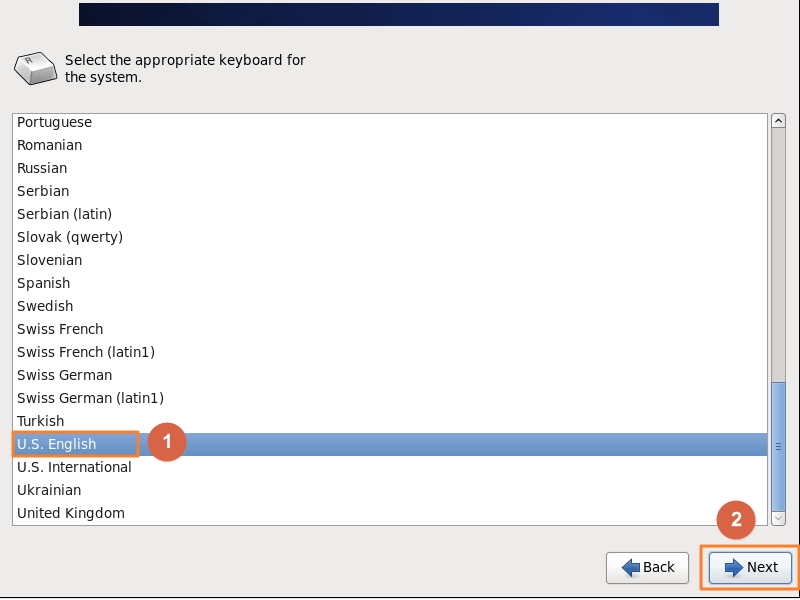 R
Select the appropriate keyboard for
the system.
Portuguese
Romanian
Russian
Serbian
Serbian (latin)
Slovak (qwerty)
Slovenian
Spanish
Swedish
Swiss French
Swiss French (latin1)
Swiss German
Swiss German (latin1)
Turkish
U.S. English 1
U.S. International
Ukrainian
United Kingdom
2
Back Next